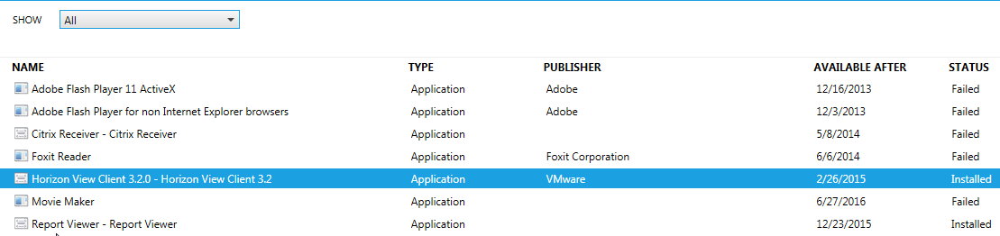 SHOW All
NAME TYPE PUBLISHER AVAILABLE AFTER STATUS
Adobe Flash Player 11 ActiveX Application Adobe 12/16/2013 Failed
Adobe Flash Player for non Internet Explorer browsers Application Adobe 12/3/2013 Failed
Citrix Receiver - Citrix Receiver Application 5/8/2014 Failed
Foxit Reader Application Foxit Corporation 6/6/2014 Failed
Horizon View Client 3.2.0 - Horizon View Client 3.2 Application VMware 2/26/2015 Installed
Movie Maker Application 6/27/2016 Failed
Report Viewer - Report Viewer Application 12/23/2015 Installed